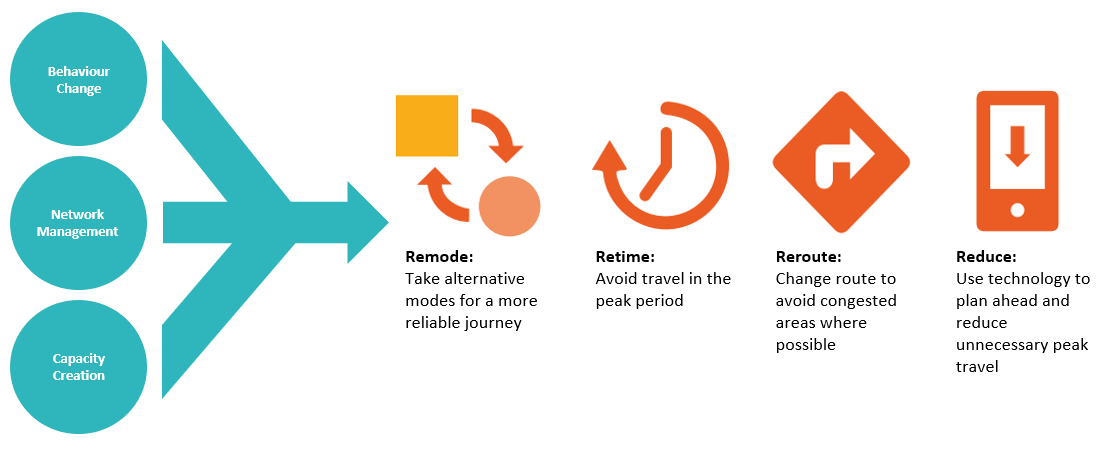 Behaviour
Change
Network
Management
Capacity
Creation
Remode:
Take alternative
modes for a more
reliable journey
Retime:
Avoid travel in the
peak period
Reroute:
Change route to
avoid congested
areas where
possible
Reduce:
Use technology to
plan ahead and
reduce
unnecessary peak
travel